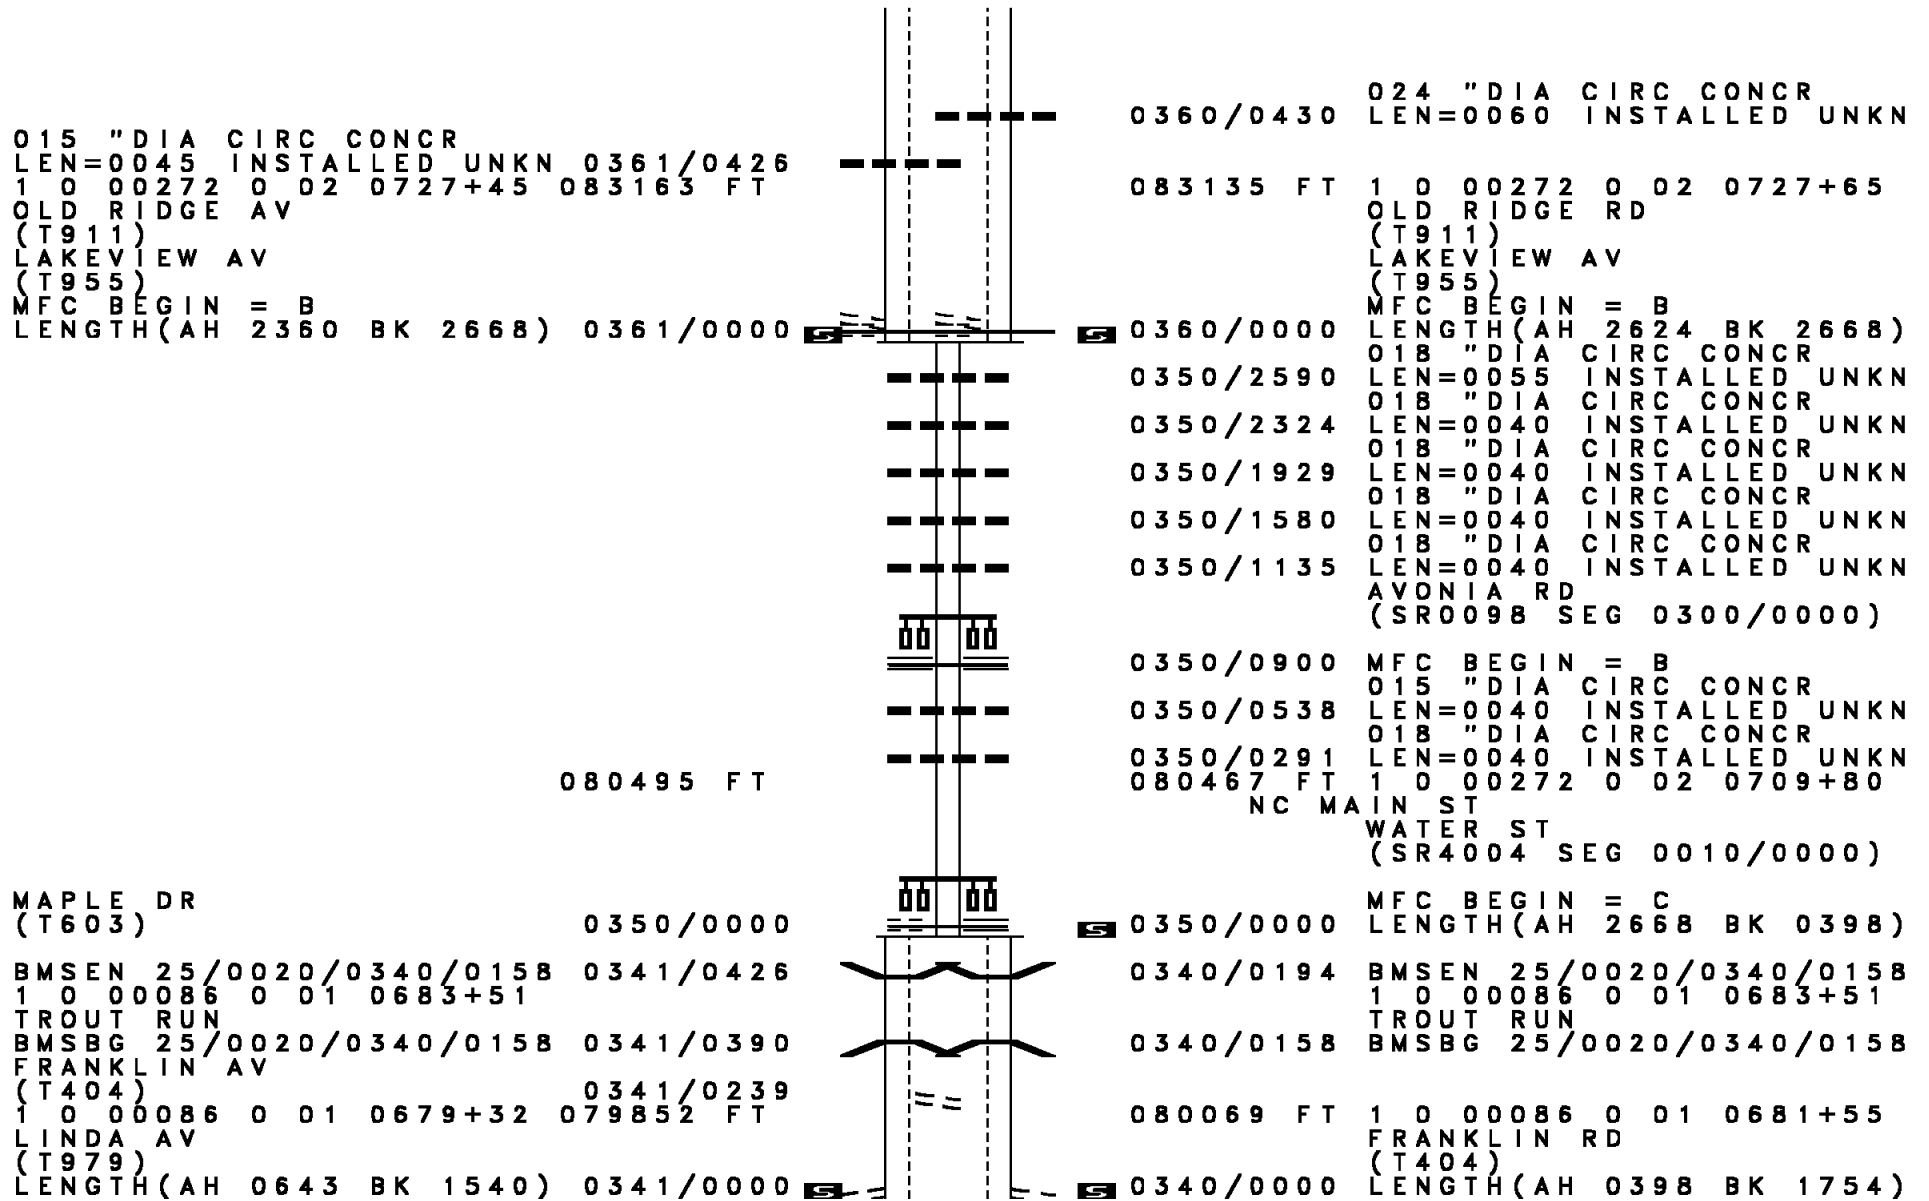 024 "DIA CIRC CONCR
0360/0430 LEN=0060 INSTALLED UNKN
015 "DIA CIRC CONCR
LEN=0045 INSTALLED UNKN 0361/0426
1 0 00272 0 02 0727+45 083163 FT
083135 FT 1 0 00272 0 02 0727+65
OLD RIDGE AV
OLD RIDGE RD
(T911)
(T911)
LAKEVIEW AV
LAKEVIEW AV
(T955)
(T955)
MFC BEGIN = B
MFC BEGIN = B
LENGTH(AH 2360 BK 2668) 0361/0000 S
S 0360/0000 LENGTH(AH 2624 BK 2668)
018 "DIA CIRC CONCR
0350/2590 LEN=0055 INSTALLED UNKN
018 "DIA CIRC CONCR
0350/2324 LEN=0040 INSTALLED UNKN
018 "DIA CIRC CONCR
0350/1929 LEN=0040 INSTALLED UNKN
018 "DIA CIRC CONCR
0350/1580 LEN=0040 INSTALLED UNKN
018 "DIA CIRC CONCR
0350/1135 LEN=0040 INSTALLED UNKN
AVONIA RD
(SR0098 SEG 0300/0000)
0350/0900 MFC BEGIN = B
015 "DIA CIRC CONCR
0350/0538 LEN=0040 INSTALLED UNKN
018 "DIA CIRC CONCR
0350/0291 LEN=0040 INSTALLED UNKN
080495 FT
080467 FT 1 0 00272 0 02 0709+80
NC MAIN ST
WATER ST
(SR4004 SEG 0010/0000)
MAPLE DR
MFC BEGIN = C
(T603) 0350/0000
S 0350/0000 LENGTH(AH 2668 BK 0398)
BMSEN 25/0020/0340/0158 0341/0426
0340/0194 BMSEN 25/0020/0340/0158
1 0 00086 0 01 0683+51
1 0 00086 0 01 0683+51
TROUT RUN
TROUT RUN
BMSBG 25/0020/0340/0158 0341/0390
0340/0158 BMSBG 25/0020/0340/0158
FRANKLIN AV
(T404) 0341/0239
1 0 00086 0 01 0679+32 079852 FT
080069 FT 1 0 00086 0 01 0681+55
LINDA AV
FRANKLIN RD
(T979)
(T404)
LENGTH(AH 0643 BK 1540) 0341/0000 S
S 0340/0000 LENGTH(AH 0398 BK 1754)